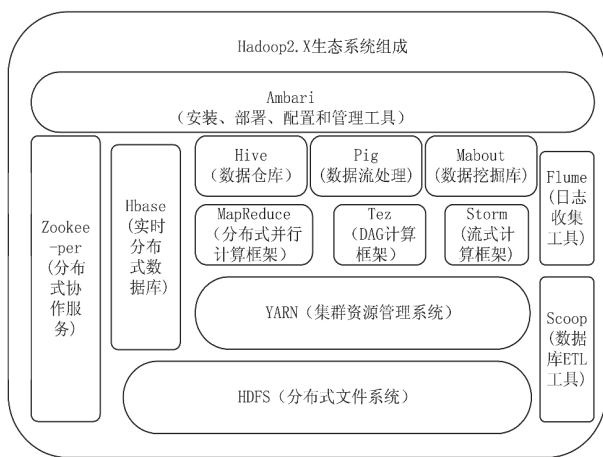 Hadoop2.X生态系统组成
Ambari
(安装、部署、配置和管理工具)
Zookee
-per
(分布
式协
作服
务)
Hbase
(实时
分布
式数
据库)
Hive
(数据仓库)
Pig
(数据流处理)
Mabout
(数据挖掘库)
Flume
(日志
收集
工具)
MapReduce
(分布式并行
计算框架)
Tez
(DAG计算
框架)
Storm
(流式计算
框架)
YARN (集群资源管理系统)
Scoop
(数据
库ETL
工具)
HDFS (分布式文件系统)